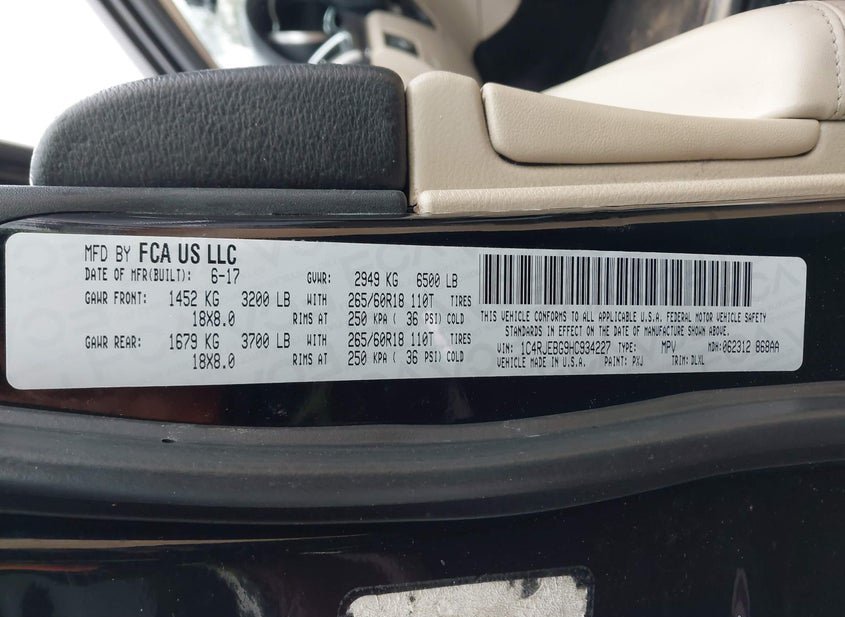 MFD BY FCA US LLC
DATE OF MFR(BUILT): 6-17 GVWR: 2949 KG 6500 LB
GAWR FRONT: 1452 KG 3200 LB WITH 265/60R18 110T TIRES
18X8.0 RIMS AT 250 KPA ( 36 PSI) COLD
GAWR REAR: 1679 KG 3700 LB WITH 265/60R18 110T TIRES
18X8.0 RIMS AT 250 KPA ( 36 PSI) COLD
THIS VEHICLE CONFORMS TO ALL APPLICABLE U.S.A. FEDERAL MOTOR VEHICLE SAFETY
STANDARDS IN EFFECT ON THE DATE OF MANUFACTURE SHOWN ABOVE.
VIN: 1C4RJEBG9HC934227 TYPE: MPV MDH:062312 868AA
VEHICLE MADE IN U.S.A. PAINT: PXJ TRIM: DLXL